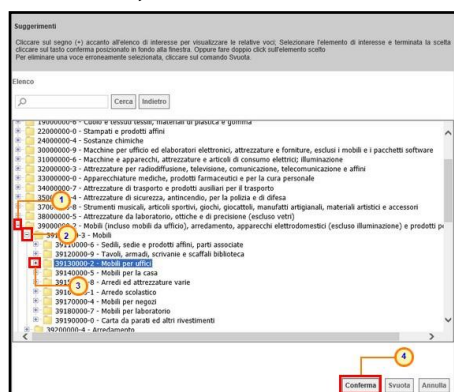 Suggerimenti
Cliccare sul segno (+) accanto all'elenco di interesse per visualizzare le relative voci; Selezionare l'elemento di interesse e terminata la scelta
cliccare sul tasto conferma posizionato in fondo alla finestra. Oppure fare doppio click sull'elemento scelto
Per eliminare una voce erroneamente selezionata, cliccare sul comando Svuota.
Elenco
Cerca Indietro
19000000-6 - Cuoio e tessuto tessile, materiali di plastica e gomma
22000000-0 - Stampati e prodotti affini
24000000-4 - Sostanze chimiche
30000000-9 - Macchine per ufficio ed elaboratori elettronici, attrezzature e forniture, esclusi i mobili e i pacchetti software
31000000-6 - Macchine e apparecchi, attrezzature e articoli di consumo elettrici; illuminazione
32000000-3 - Attrezzature per radiodiffusione, televisione, comunicazione, telecomunicazione e affini
33000000-0 - Apparecchiature mediche, prodotti farmaceutici e per la cura personale
34000000-7 - Attrezzature di trasporto e prodotti ausiliari per il trasporto
- Attrezzature di sicurezza, antincendio, per la polizia e di difesa
1
- Strumenti musicali, articoli sportivi, giochi, giocattoli, manufatti artigianali, materiali artistici e accessori
38000000-5 - Attrezzature da laboratorio, ottiche e di precisione (escluso vetri)
- Mobili (incluso mobili da ufficio), arredamento, apparecchi elettrodomestici (escluso illuminazione) e prodotti
2
-3 - Mobili
39110000-6 - Sedili, sedie e prodotti affini, parti associate
39120000-9 - Tavoli, armadi, scrivanie e scaffali biblioteca
39130000-2 - Mobili per uffici
39140000-5 - Mobili per la casa
-8 - Arredi ed attrezzature varie
3
-1 - Arredo scolastico
39170000-4 - Mobili per negozi
39180000-7 - Mobili per laboratorio
39190000-0 - Carta da parati ed altri rivestimenti
39200000-4 - Arredamento
4
Conferma Svuota Annulla